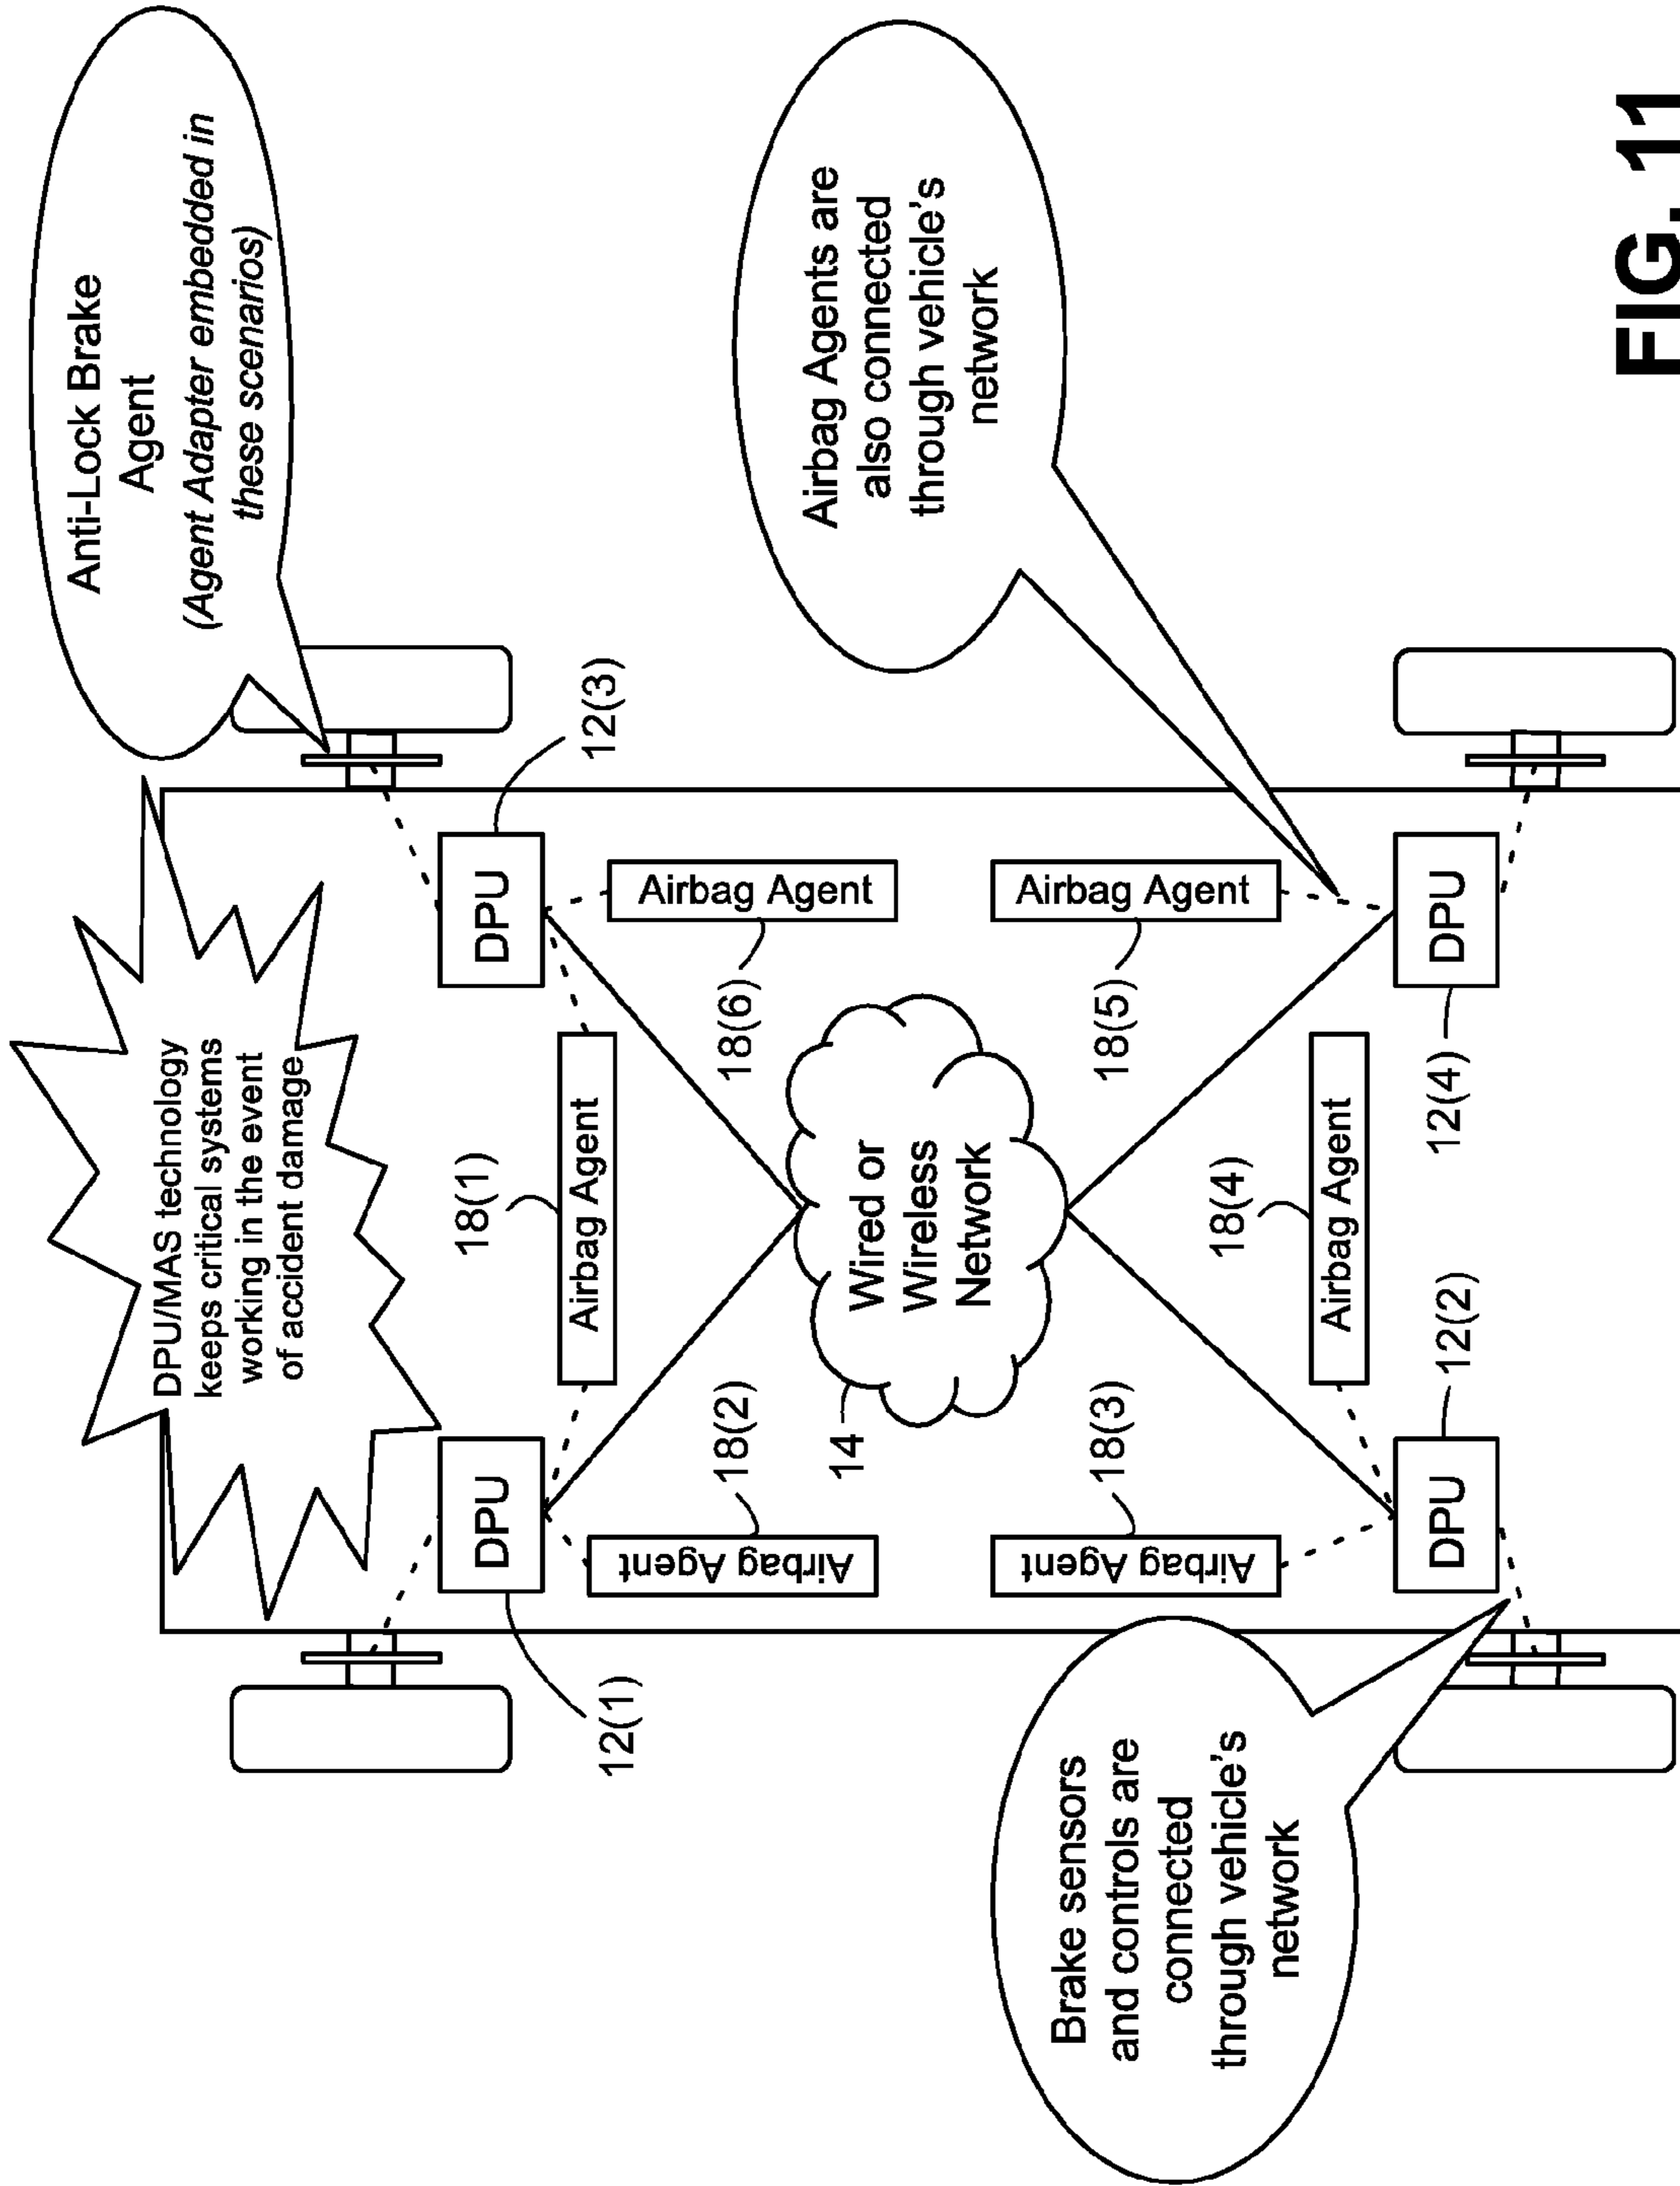 DPU/MAS technology
keeps critical systems
working in the event
of accident damage
Anti-Lock Brake
Agent
(Agent Adapter embedded in
these scenarios)
12(1)
DPU
DPU
12(3)
18(1)
Airbag Agent
18(2)
Airbag Agent
Airbag Agent
18(6)
14
Wired or
Wireless
Network
Airbag Agents are
also connected
through vehicle's
network
Brake sensors
and controls are
connected
through vehicle's
network
Airbag Agent
18(3)
18(5)
Airbag Agent
18(4)
Airbag Agent
DPU
12(2)
12(4)
DPU
FIG. 11